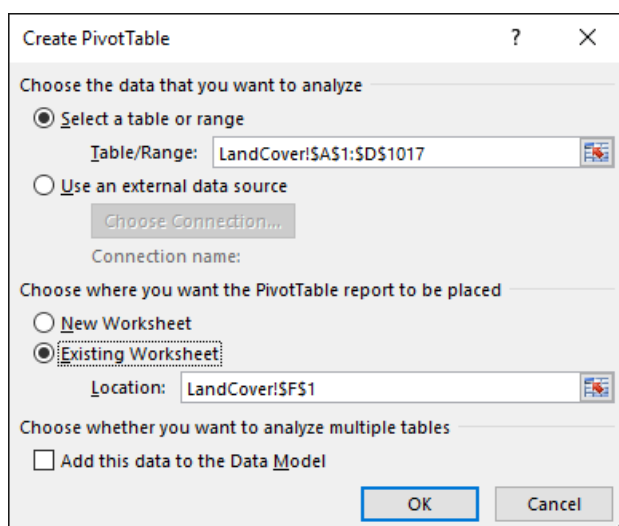 Create PivotTable ? ×
Choose the data that you want to analyze
Select a table or range
Table/Range: LandCover!$A$1:$D$1017
Use an external data source
Choose Connection...
Connection name:
Choose where you want the PivotTable report to be placed
New Worksheet
Existing Worksheet
Location: LandCover!$F$1
Choose whether you want to analyze multiple tables
Add this data to the Data Model
OK Cancel